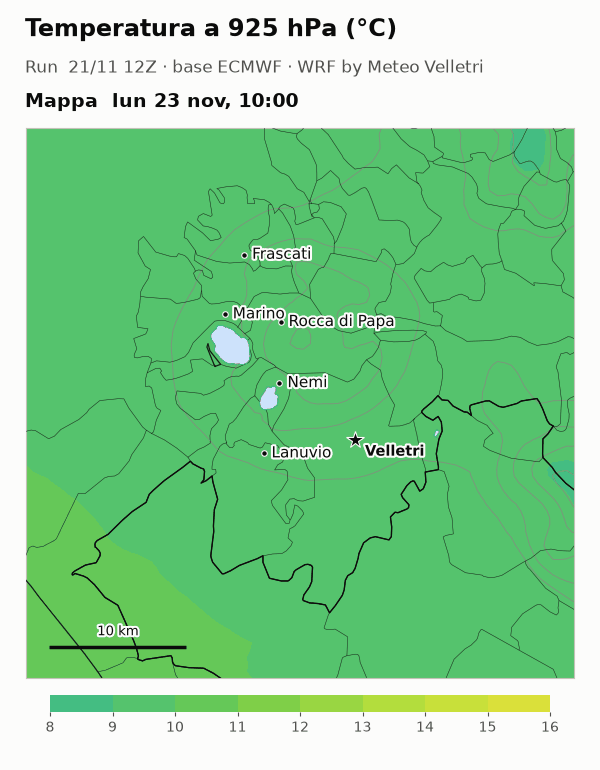 Temperatura a 925 hPa (°C)
Run  21/11 12Z · base ECMWF · WRF by Meteo Velletri
Mappa  lun 23 nov, 10:00
Frascati
Marino
Rocca di Papa
Nemi
Velletri
Lanuvio
10 km
8 9 10 11 12 13 14 15 16